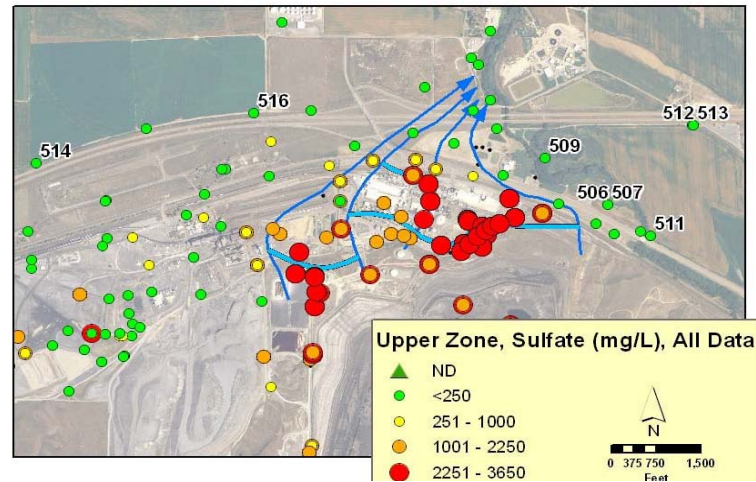 516
512 513
514
509
506 507
511
Upper Zone, Sulfate (mg/L), All Data
ND
<250
251 - 1000
1001 - 2250
2251 - 3650
N
0 375 750 1,500
Feet